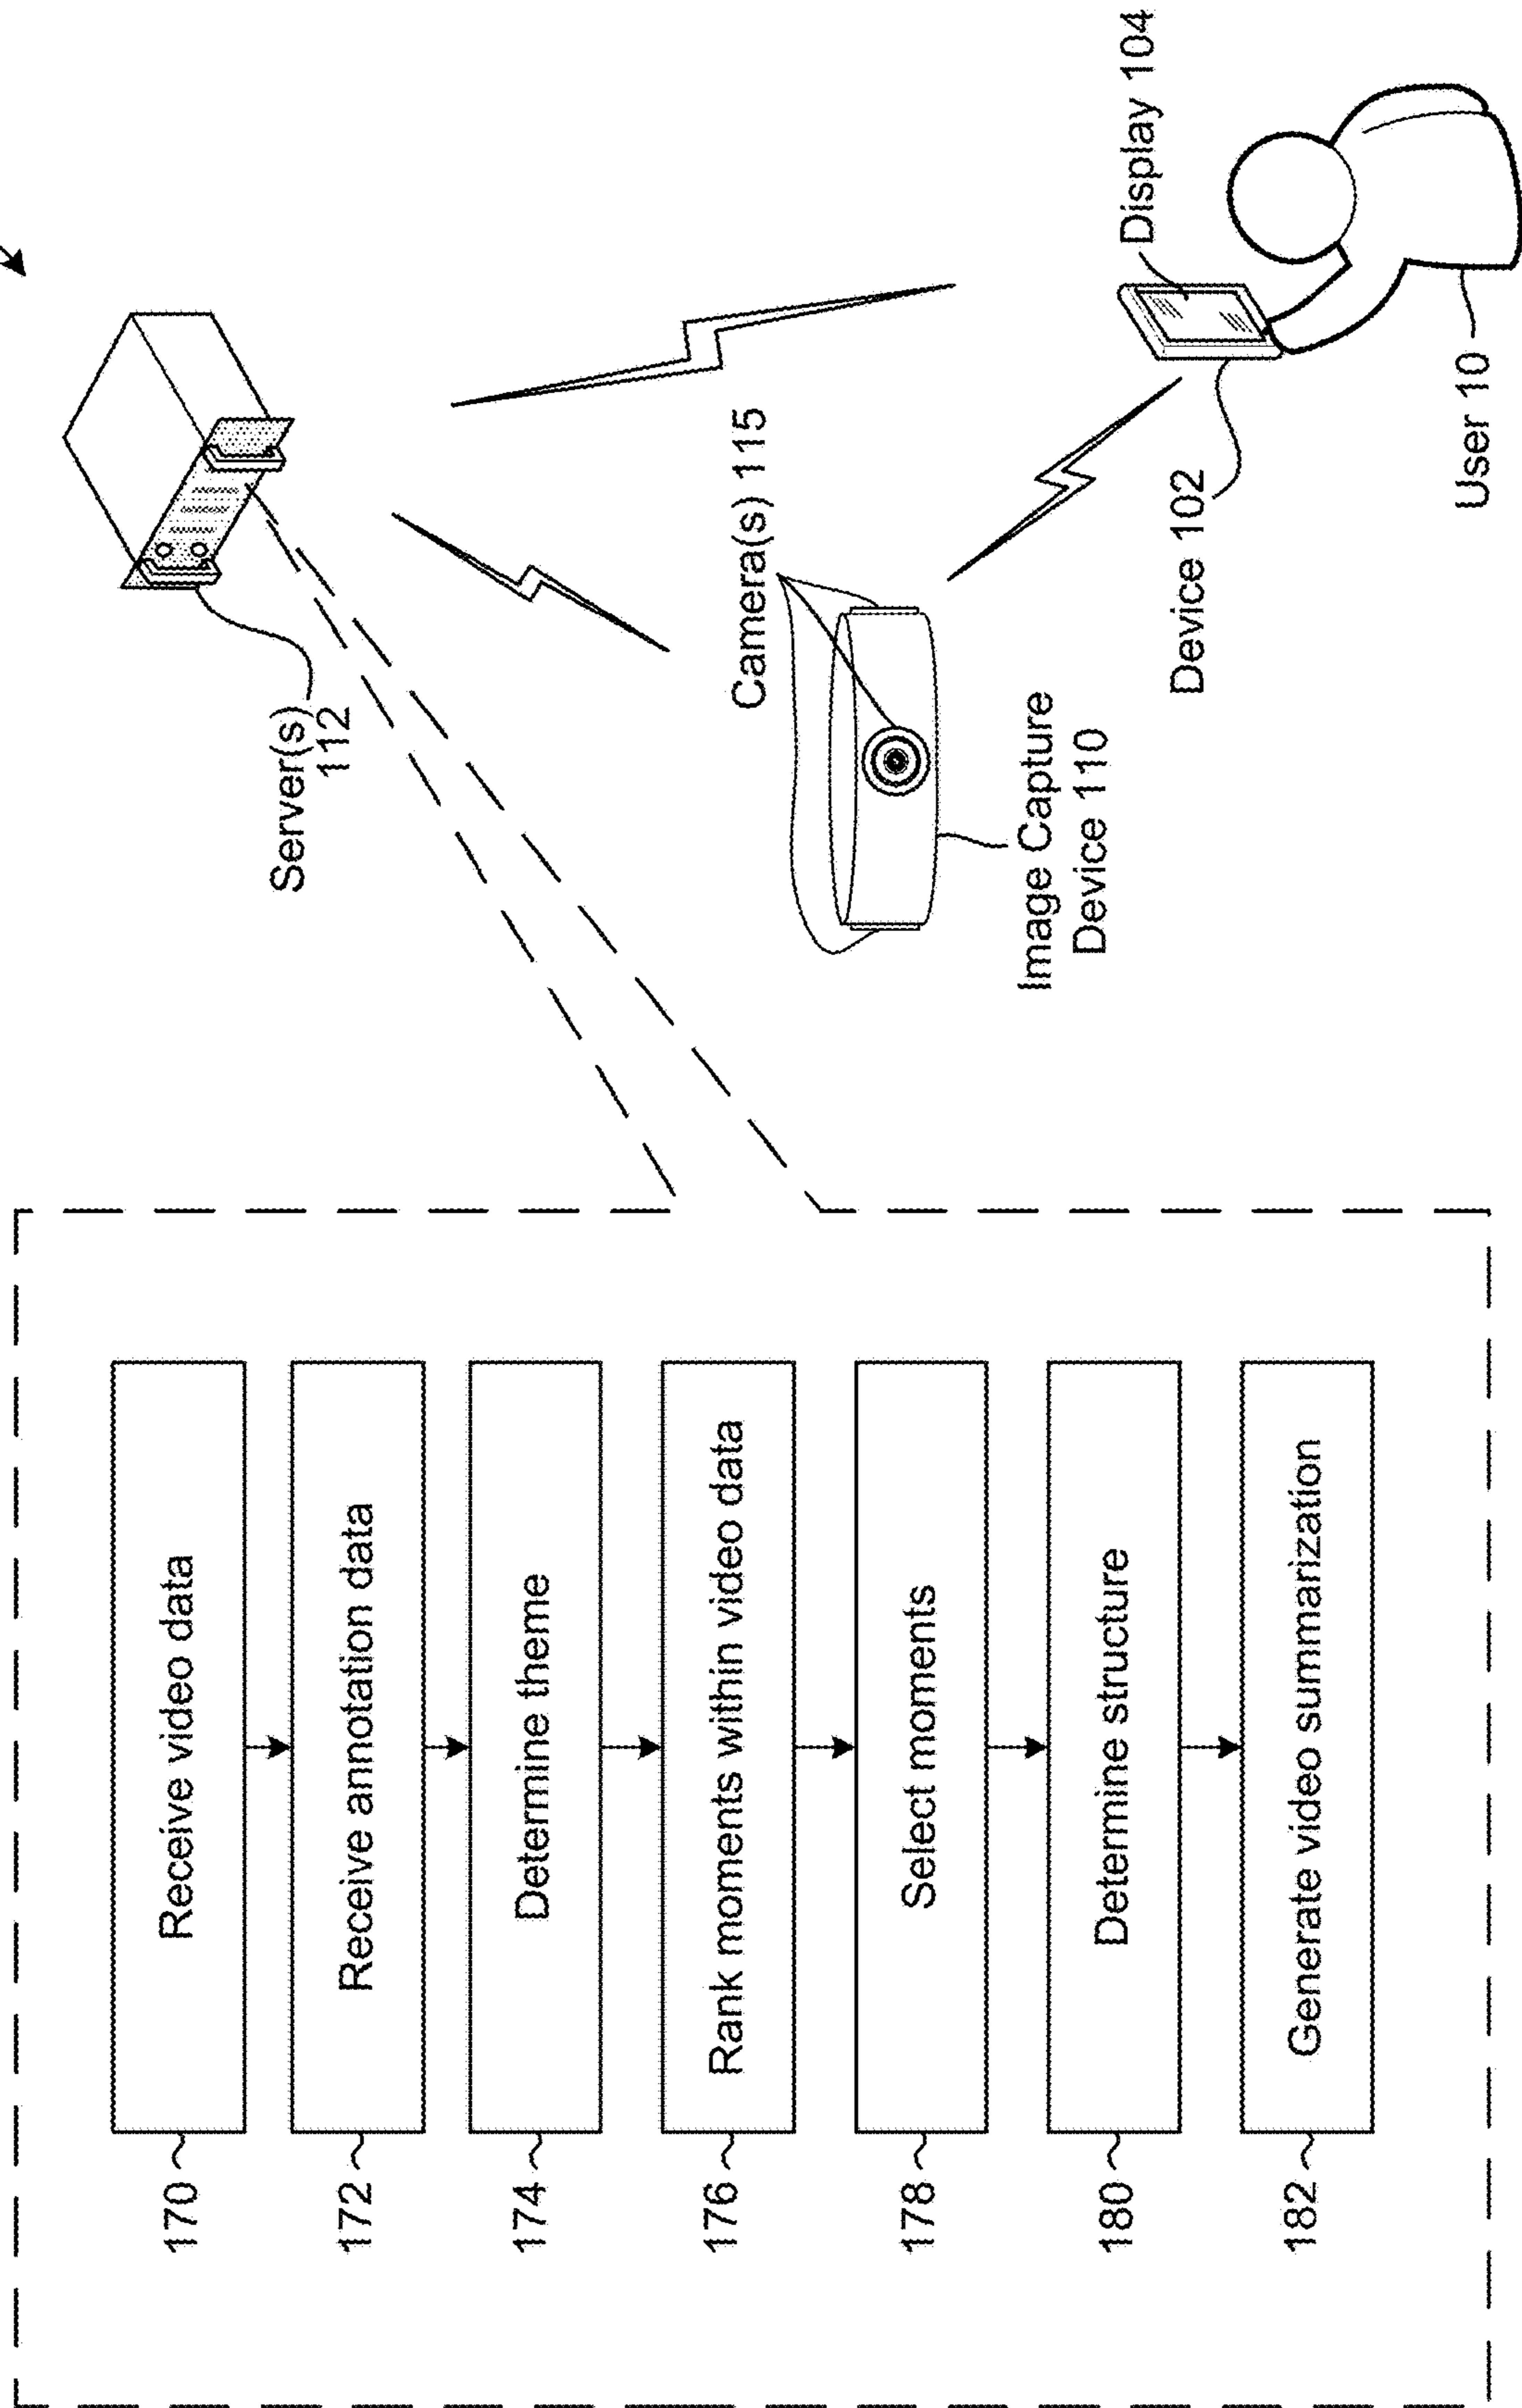 170
Receive video data
172
Receive annotation data
174
Determine theme
176
Rank moments within video data
178
Select moments
180
Determine structure
182
Generate video summarization
Server(s)
112
Camera(s) 115
Image Capture
Device 110
Display 104
Device 102
User 10